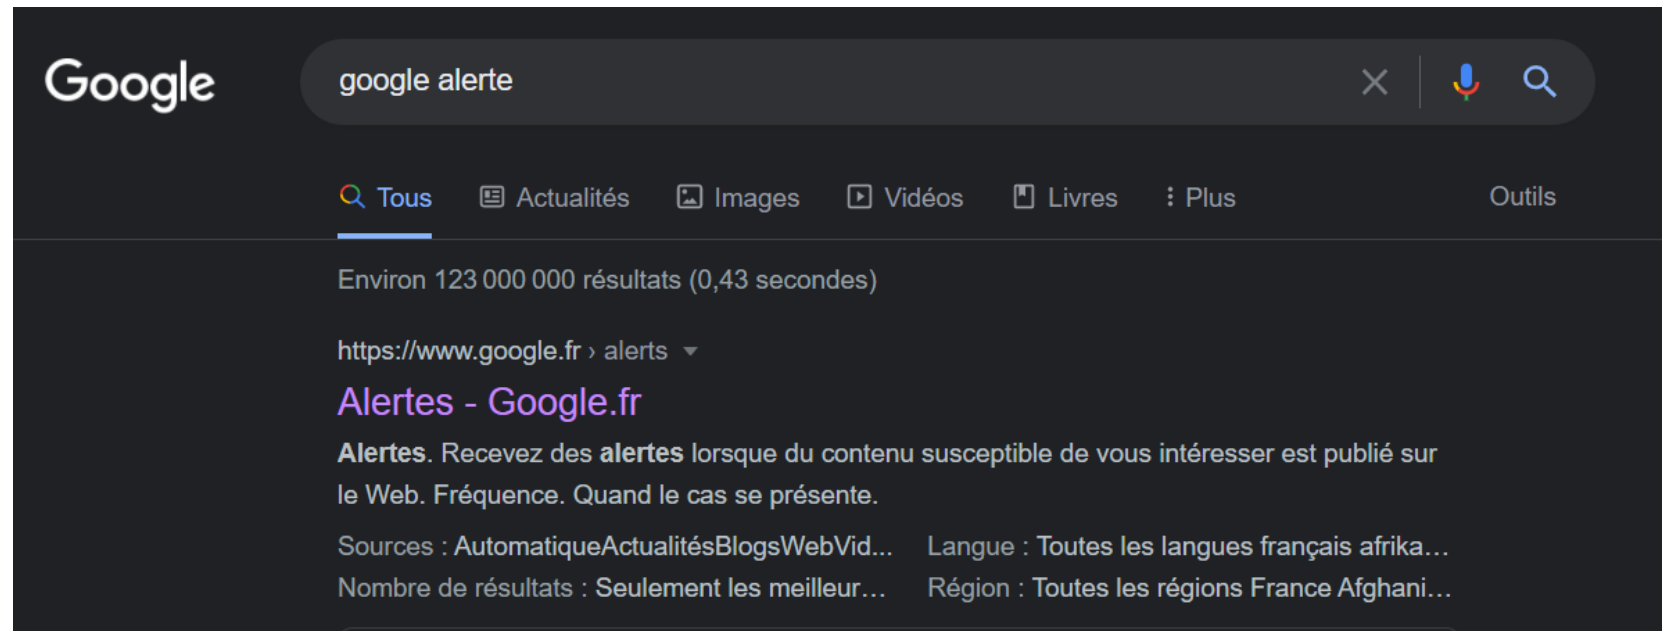 Google
google alerte
Tous Actualités Images Vidéos Livres Plus Outils
Environ 123 000 000 résultats (0,43 secondes)
https://www.google.fr › alerts
Alertes - Google.fr
Alertes. Recevez des alertes lorsque du contenu susceptible de vous intéresser est publié sur
le Web. Fréquence. Quand le cas se présente.
Sources : AutomatiqueActualitésBlogsWebVid... Langue : Toutes les langues français afrika...
Nombre de résultats : Seulement les meilleur... Région : Toutes les régions France Afghani...